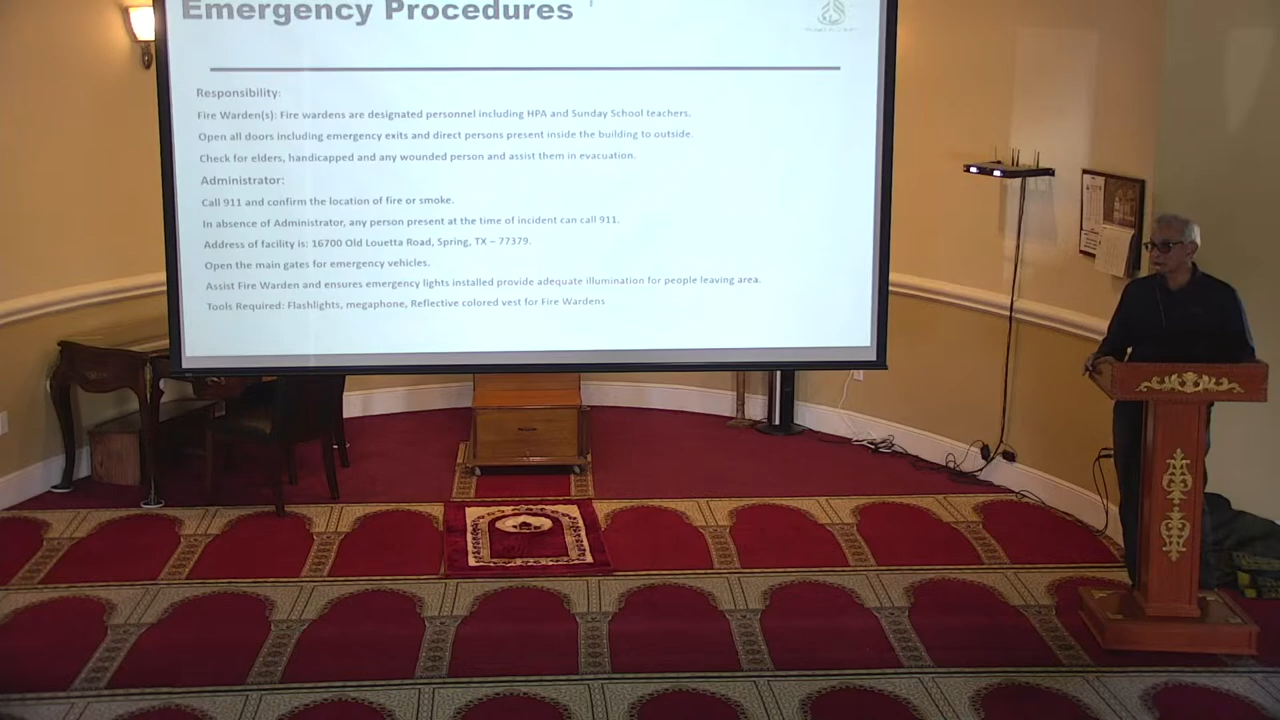 Emergency Procedures
Responsibility:
Fire Warden(s): Fire wardens are designated personnel including HPA and Sunday School teachers.
Open all doors including emergency exits and direct persons present inside the building to outside.
Check for elders, handicapped and any wounded person and assist them in evacuation.
Administrator:
Call 911 and confirm the location of fire or smoke.
In absence of Administrator, any person present at the time of incident can call 911.
Address of facility is: 16700 Old Louetta Road, Spring, TX – 77379.
Open the main gates for emergency vehicles.
Assist Fire Warden and ensures emergency lights installed provide adequate illumination for people leaving area.
Tools Required: Flashlights, megaphone, Reflective colored vest for Fire Wardens